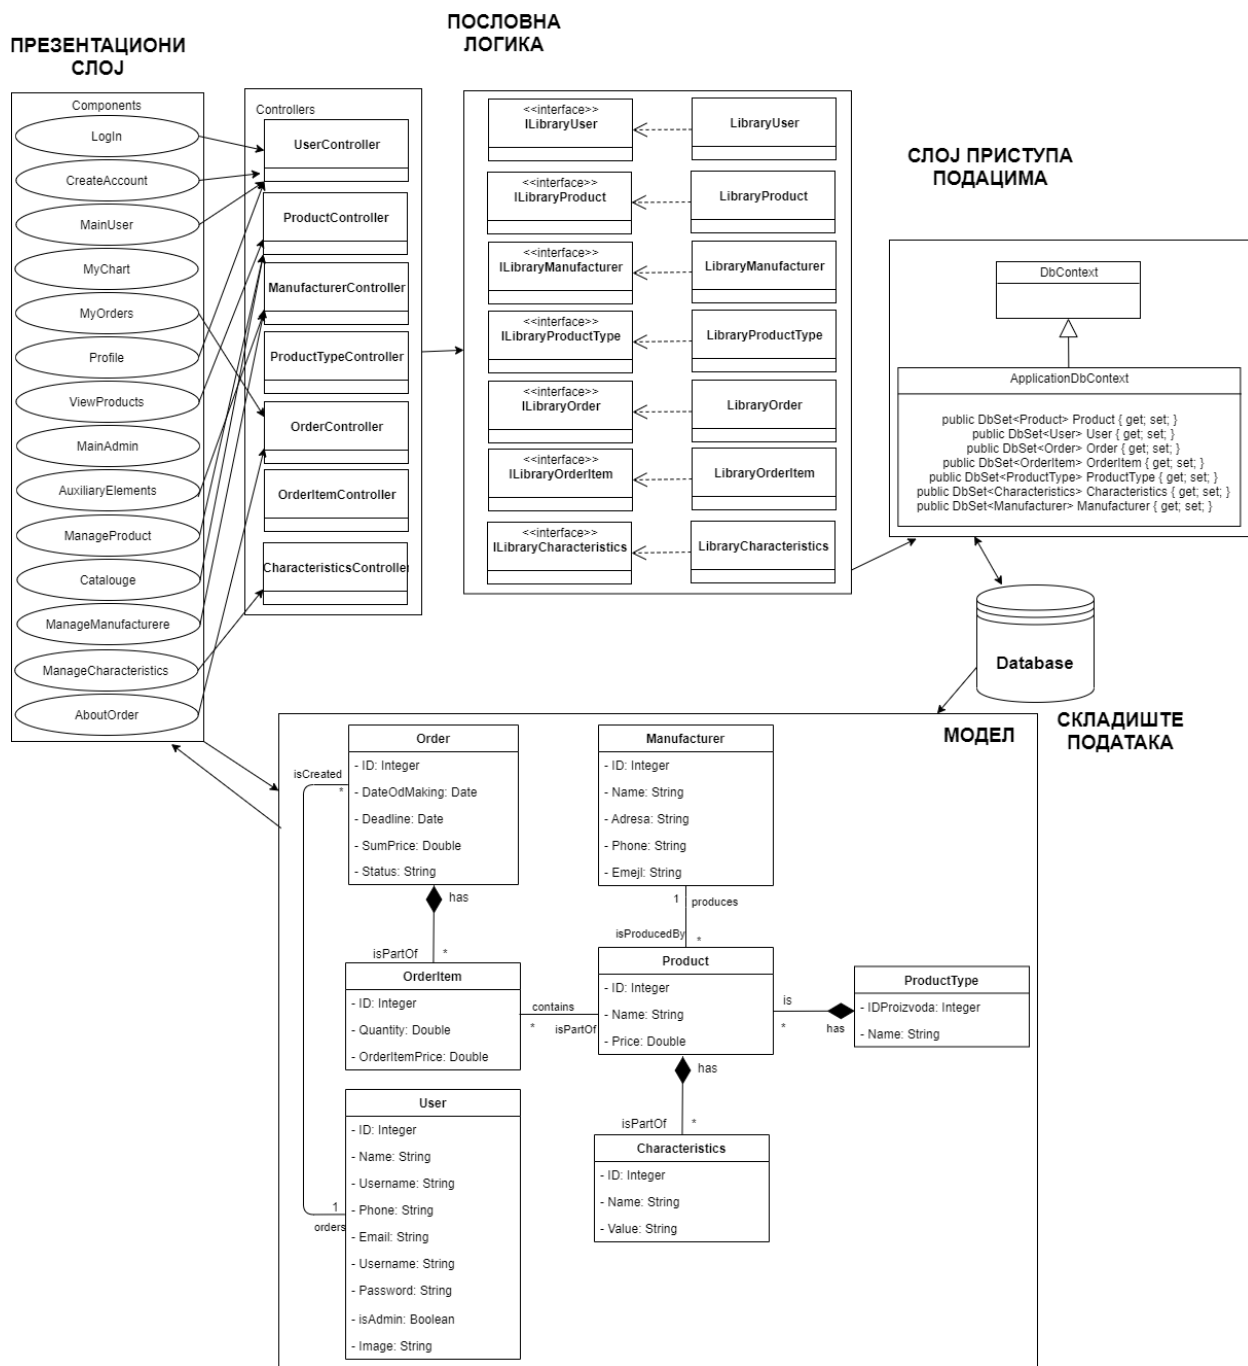 ПРЕЗЕНТАЦИОНИ
СЛОЈ
Components
LogIn
CreateAccount
MainUser
MyChart
MyOrders
Profile
ViewProducts
MainAdmin
AuxiliaryElements
ManageProduct
Catalouge
ManageManufacturere
ManageCharacteristics
AboutOrder
Controllers
UserController
ProductController
ManufacturerController
ProductTypeController
OrderController
OrderItemController
CharacteristicsController
ПОСЛОВНА
ЛОГИКА
<<interface>>
ILibraryUser
LibraryUser
<<interface>>
ILibraryProduct
LibraryProduct
<<interface>>
ILibraryManufacturer
LibraryManufacturer
<<interface>>
ILibraryProductType
LibraryProductType
<<interface>>
ILibraryOrder
LibraryOrder
<<interface>>
ILibraryOrderItem
LibraryOrderItem
<<interface>>
ILibraryCharacteristics
LibraryCharacteristics
СЛОЈ ПРИСТУПА
ПОДАЦИМА
DbContext
ApplicationDbContext
public DbSet<Product> Product { get; set; }
public DbSet<User> User { get; set; }
public DbSet<Order> Order { get; set; }
public DbSet<OrderItem> OrderItem { get; set; }
public DbSet<ProductType> ProductType { get; set; }
public DbSet<Characteristics> Characteristics { get; set; }
public DbSet<Manufacturer> Manufacturer { get; set; }
Database
СКЛАДИШТЕ
ПОДАТАКА
МОДЕЛ
Order
- ID: Integer
- DateOdMaking: Date
- Deadline: Date
- SumPrice: Double
- Status: String
isCreated
*
has
isPartOf
*
Manufacturer
- ID: Integer
- Name: String
- Adresa: String
- Phone: String
- Emejl: String
1
produces
isProducedBy
*
OrderItem
- ID: Integer
- Quantity: Double
- OrderItemPrice: Double
contains
*
isPartOf
Product
- ID: Integer
- Name: String
- Price: Double
is
*
has
ProductType
- IDProizvoda: Integer
- Name: String
has
isPartOf
*
User
- ID: Integer
- Name: String
- Username: String
- Phone: String
- Email: String
- Username: String
- Password: String
- isAdmin: Boolean
- Image: String
1
orders
Characteristics
- ID: Integer
- Name: String
- Value: String